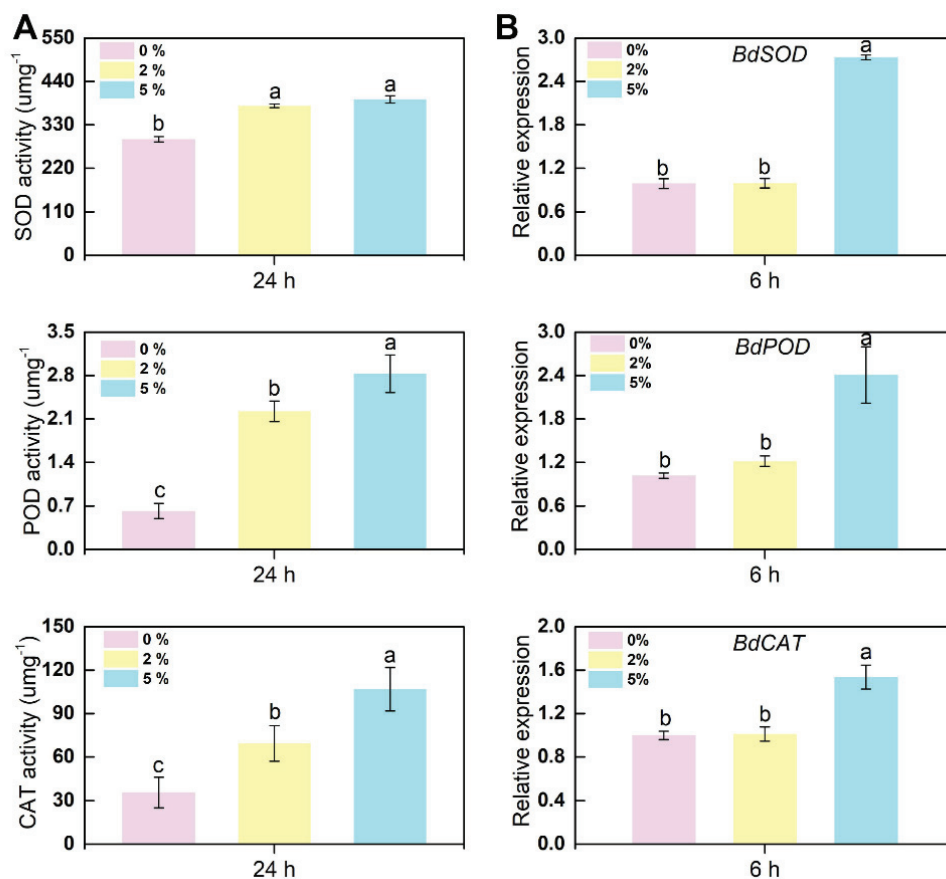 A
550
440
330
220
110
0
SOD activity (umg-1)
0 %
2 %
5 %
b
a
a
24 h
B
3.0
2.4
1.8
1.2
0.6
0.0
Relative expression
0%
2%
5%
BdSOD
b
b
a
6 h
3.5
2.8
2.1
1.4
0.7
0.0
POD activity (umg-1)
0 %
2 %
5 %
c
b
a
24 h
3.0
2.4
1.2
0.6
0.0
Relative expression
0%
2%
5%
BdPOD
b
b
a
6 h
150
120
90
60
30
0
CAT activity (umg-1)
0 %
2 %
5 %
c
b
a
24 h
2.0
1.6
1.2
0.8
0.4
0.0
Relative expression
0%
2%
5%
BdCAT
b
b
a
6 h